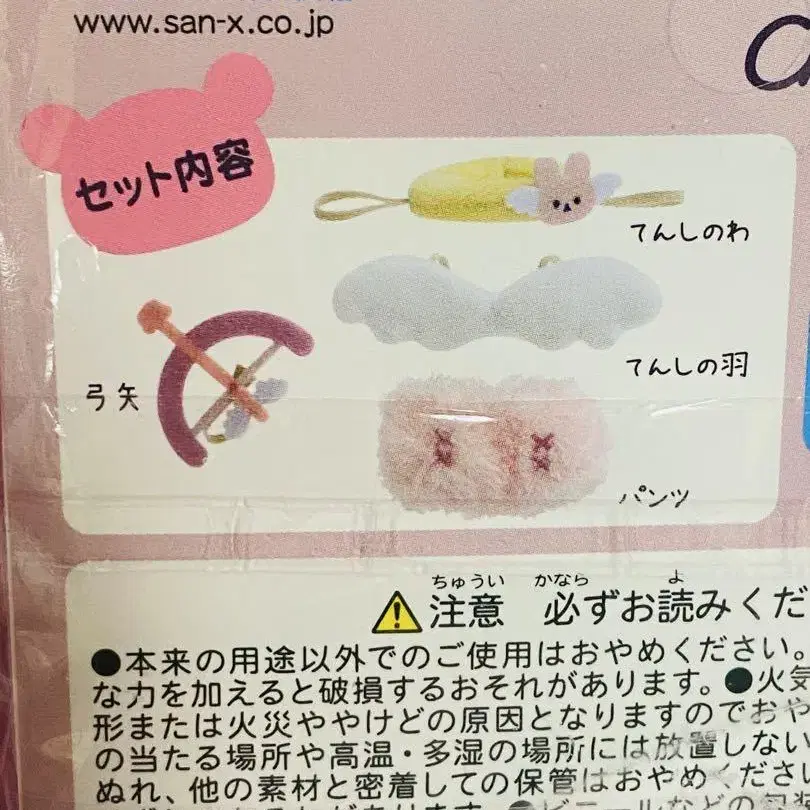 www.san-x.co.jp
セット内容
てんしのわ
てんしの羽
弓矢
パンツ
ちゅうい かなら よ
注意 必ずお読みくだ
●本来の用途以外でのご使用はおやめください。
な力を加えると破損するおそれがあります。●火気
形または火災ややけどの原因となりますのでおや
の当たる場所や高温・多湿の場所には放置しない
ぬれ、他の素材と密着しての保管はおやめくださ